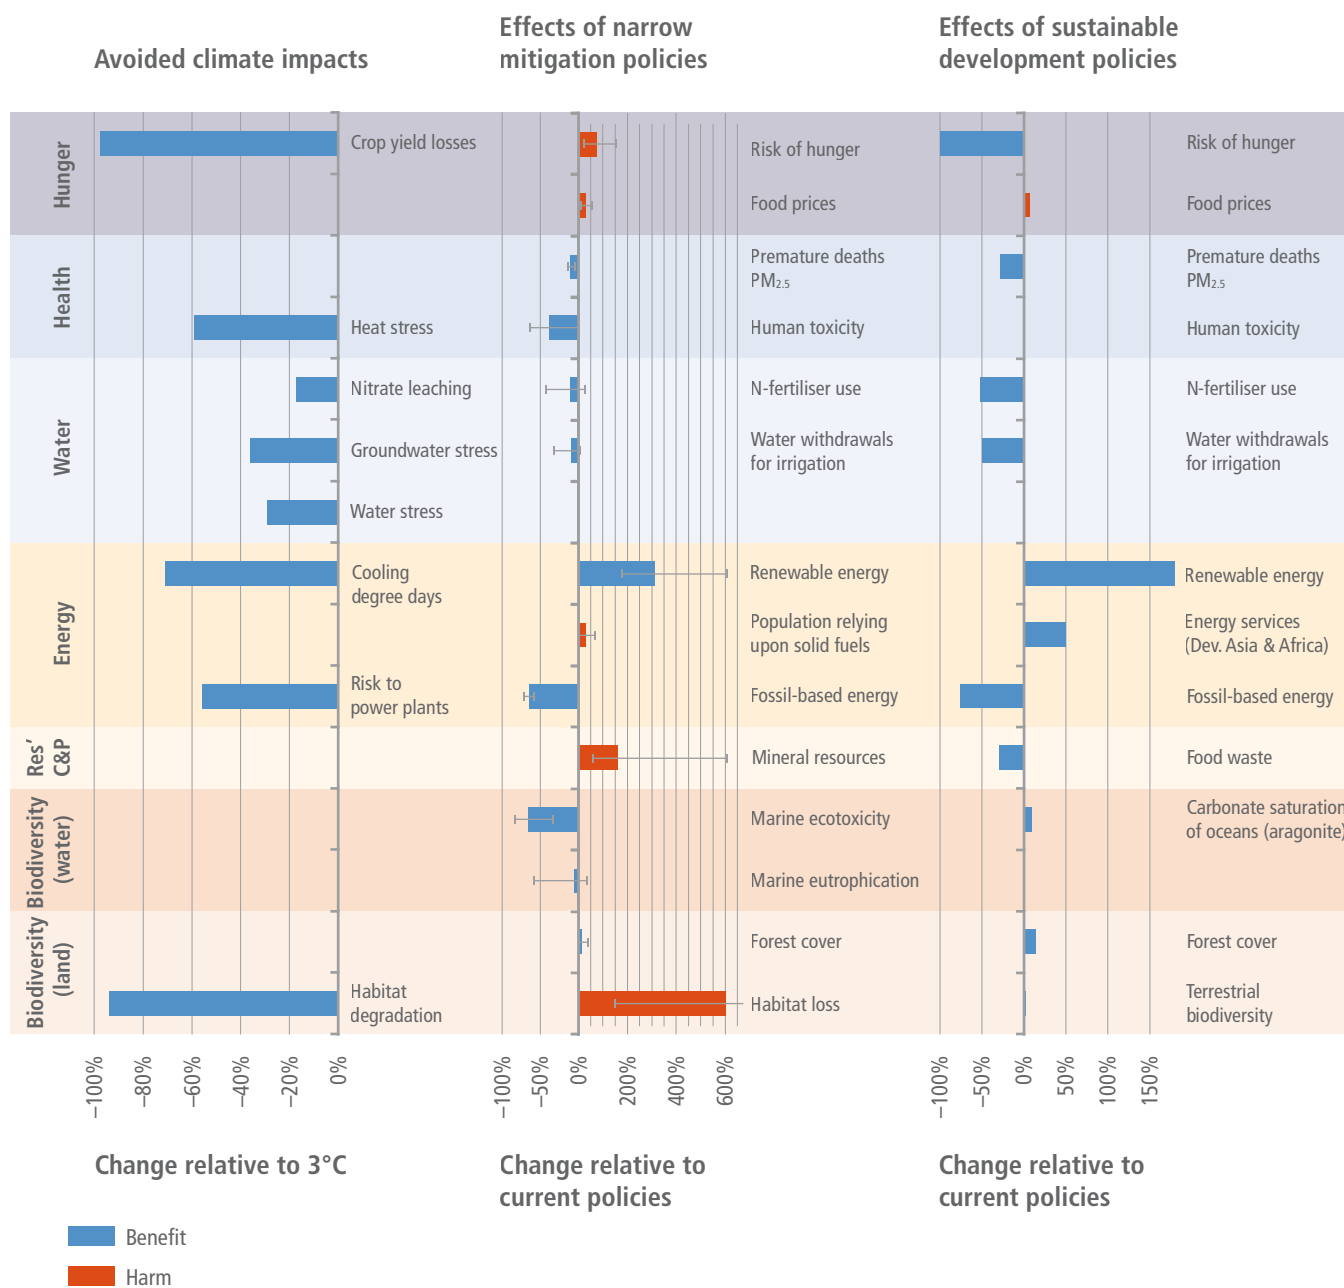 Avoided climate impacts
Effects of narrow
mitigation policies
Effects of sustainable
development policies
Hunger
Crop yield losses
Risk of hunger
Risk of hunger
Food prices
Food prices
Health
Premature deaths
PM2.5
Premature deaths
PM2.5
Heat stress
Human toxicity
Human toxicity
Water
Nitrate leaching
N-fertiliser use
N-fertiliser use
Groundwater stress
Water withdrawals
for irrigation
Water withdrawals
for irrigation
Water stress
Energy
Cooling
degree days
Renewable energy
Renewable energy
Population relying
upon solid fuels
Energy services
(Dev. Asia & Africa)
Risk to
power plants
Fossil-based energy
Fossil-based energy
Res'
C&P
Mineral resources
Food waste
Biodiversity
(water)
Marine ecotoxicity
Carbonate saturation
of oceans (aragonite)
Marine eutrophication
Biodiversity
(land)
Forest cover
Forest cover
Habitat
degradation
Habitat loss
Terrestrial
biodiversity
−100%
−80%
−60%
−40%
−20%
0%
−100%
−50%
0%
200%
400%
600%
−100%
−50%
0%
50%
100%
150%
Change relative to 3°C
Change relative to
current policies
Change relative to
current policies
Benefit
Harm